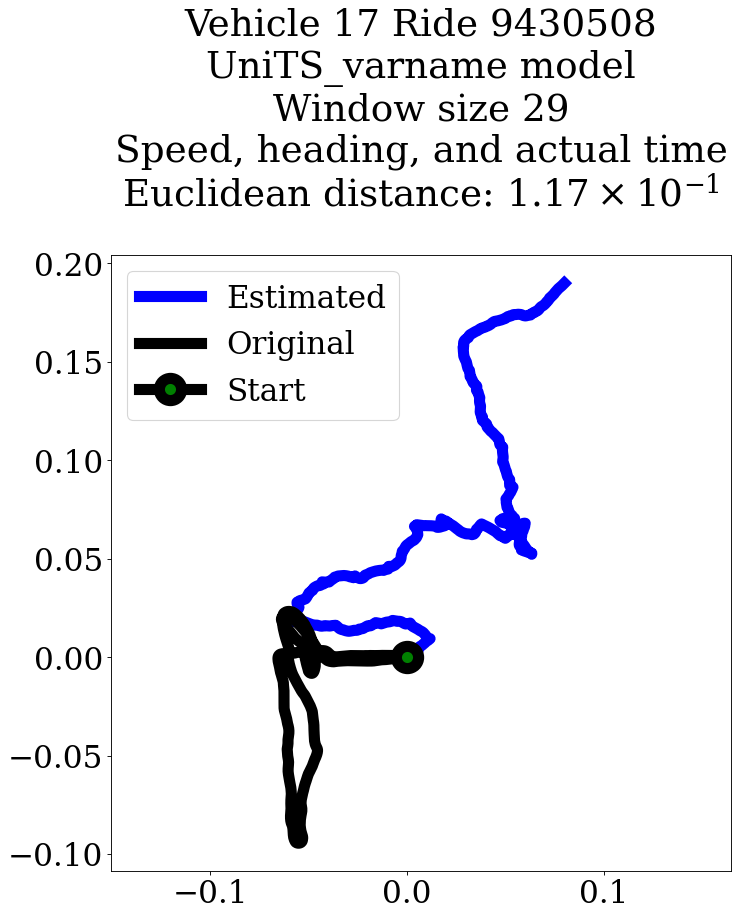 Vehicle 17 Ride 9430508
UniTS_varname model
Window size 29
Speed, heading, and actual time
Euclidean distance: 1.17 × 10⁻¹
0.20
0.15
0.10
0.05
0.00
−0.05
−0.10
Estimated
Original
Start
−0.1 0.0 0.1